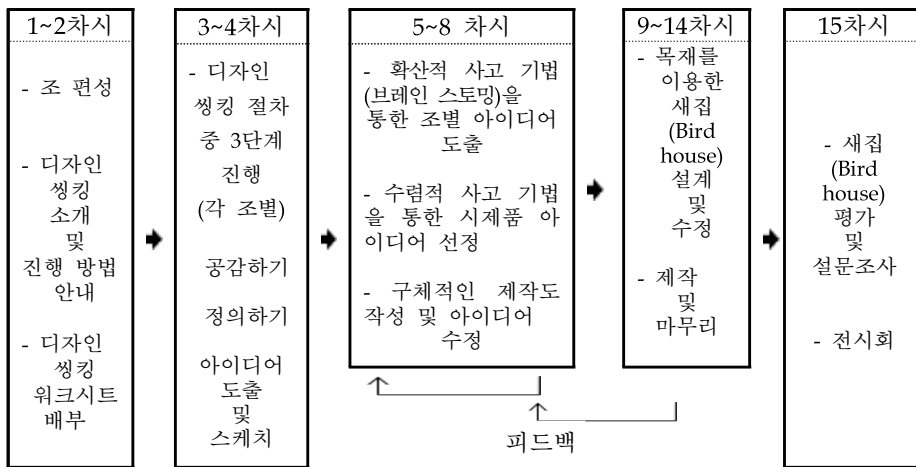 1~2차시
- 조 편성
- 디자인
씽킹
소개
및
진행 방법
안내
- 디자인
씽킹
워크시트
배부
3~4차시
- 디자인
씽킹 절차
중 3단계
진행
(각 조별)
공감하기
정의하기
아이디어
도출
및
스케치
5~8 차시
- 확산적 사고 기법
(브레인 스토밍)을
통한 조별 아이디어
도출
- 수렴적 사고 기법
을 통한 시제품 아
이디어 선정
- 구체적인 제작도
작성 및 아이디어
수정
9~14차시
- 목재를
이용한
새집
(Bird
house)
설계
및
수정
- 제작
및
마무리
15차시
- 새집
(Bird
house)
평가
및
설문조사
- 전시회
피드백